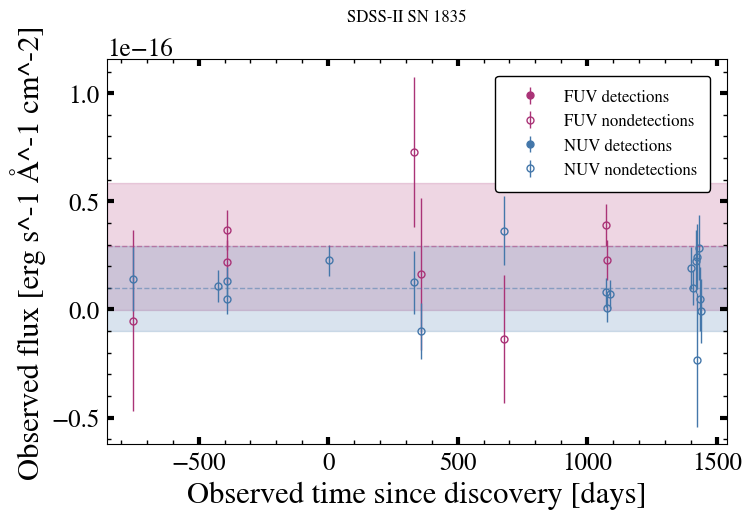 SDSS-II SN 1835
1e−16
FUV detections
FUV nondetections
NUV detections
NUV nondetections
1.0
0.5
0.0
−0.5
Observed flux [erg s^-1 Å^-1 cm^-2]
−500 0 500 1000 1500
Observed time since discovery [days]